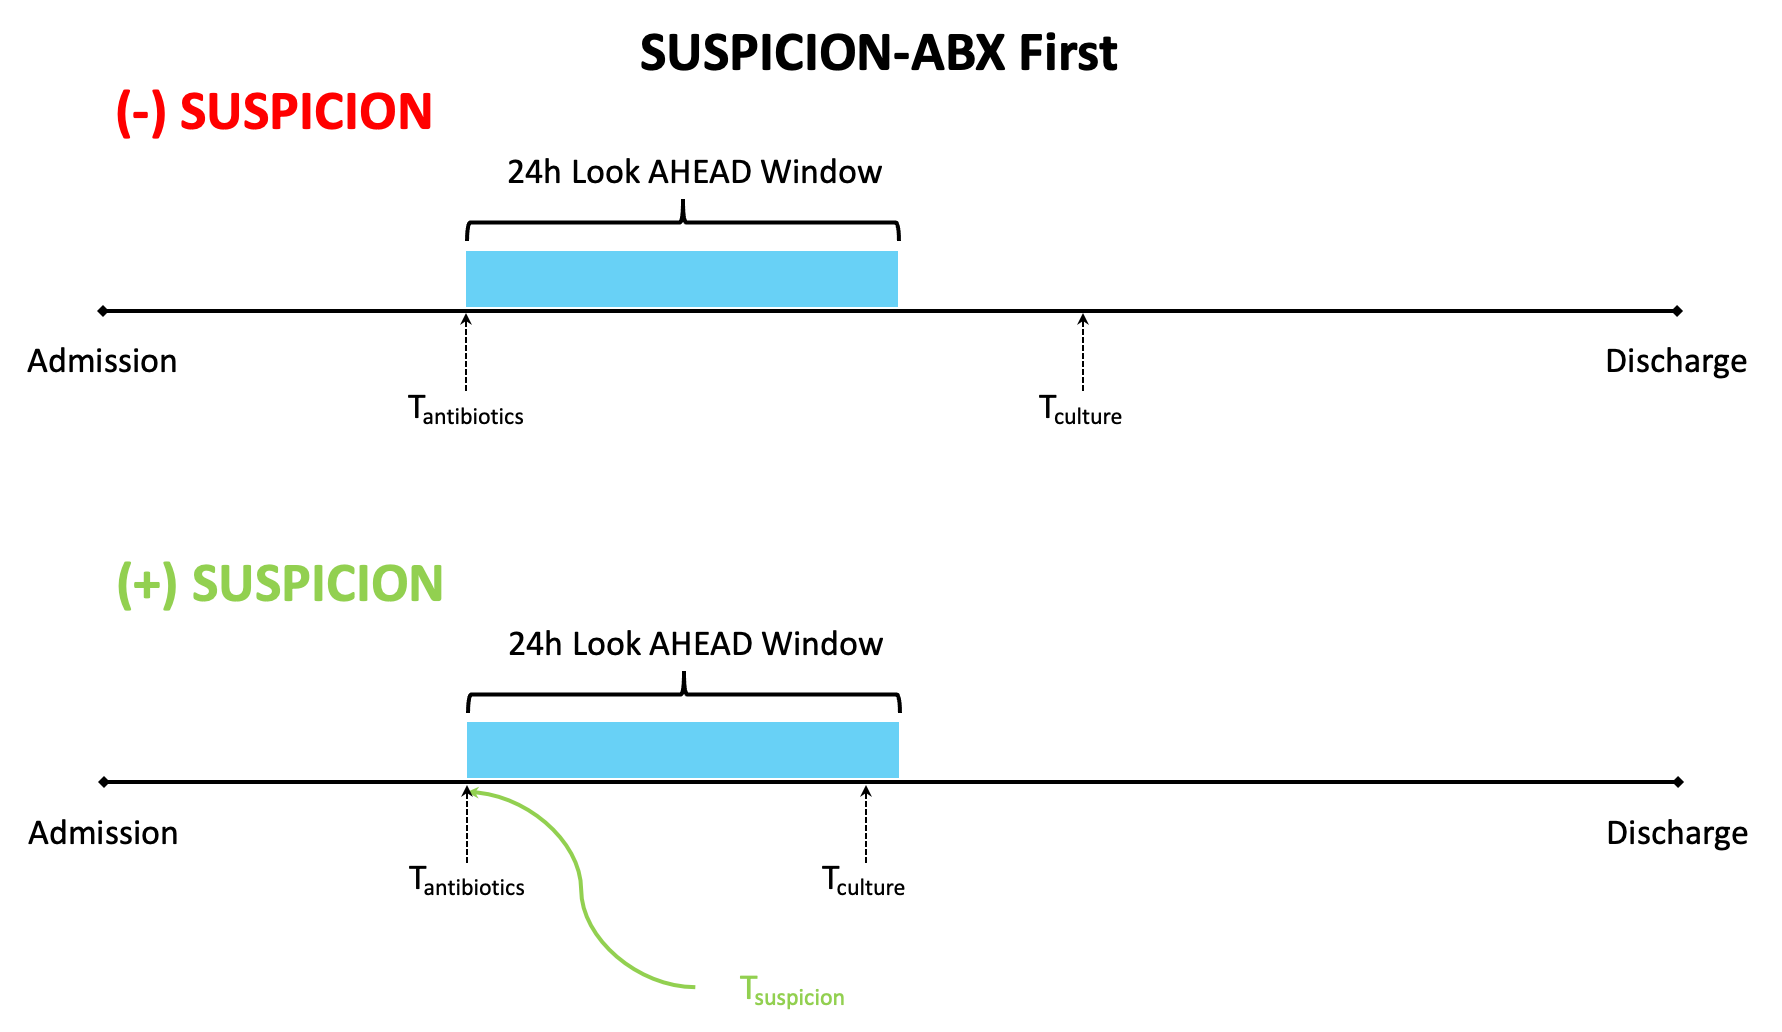 SUSPICION-ABX First
(-) SUSPICION
24h Look AHEAD Window
Admission
Discharge
Tantibiotics
Tculture
(+) SUSPICION
24h Look AHEAD Window
Admission
Discharge
Tantibiotics
Tculture
Tsuspicion